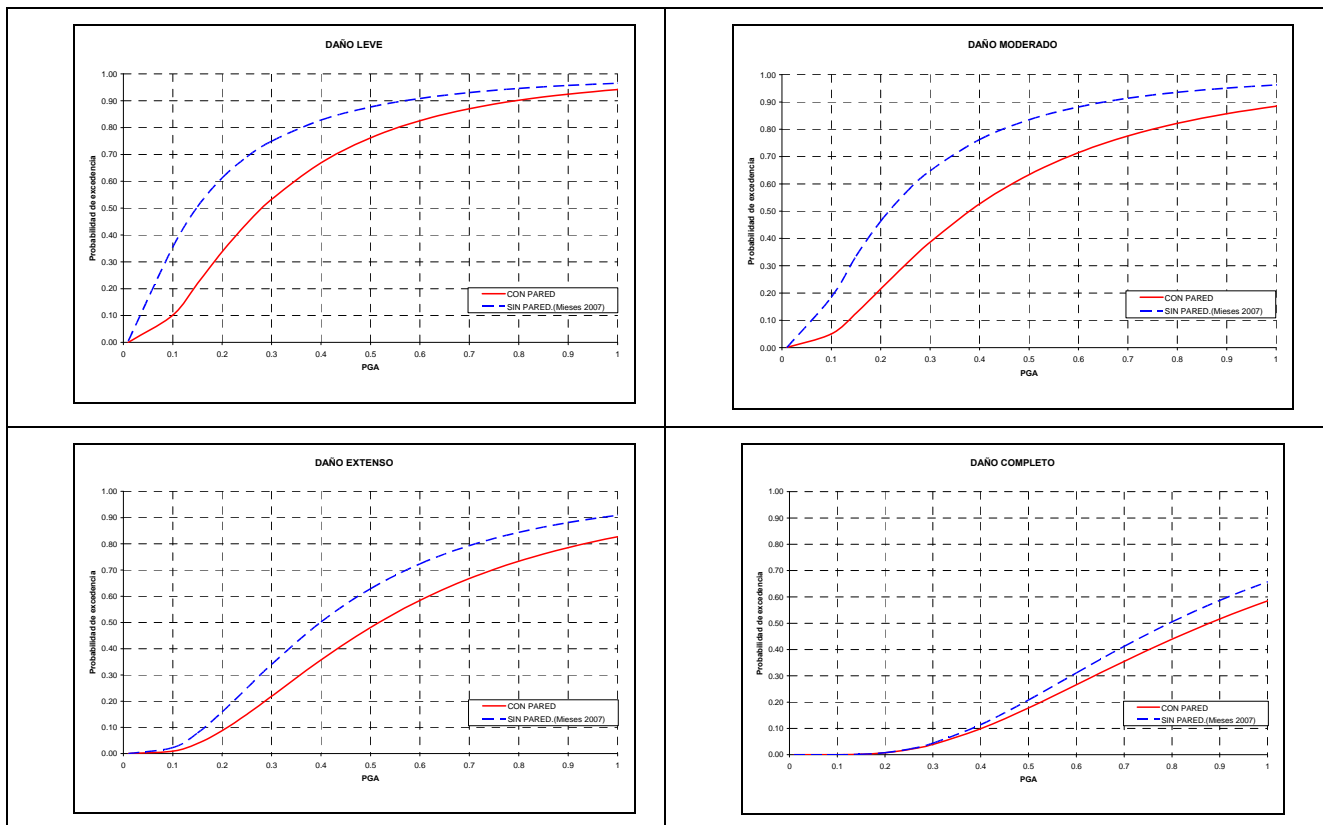 DAÑO LEVE
1.00
0.90
0.80
0.70
0.60
0.50
0.40
0.30
0.20
0.10
0.00
Probabilidad de excedencia
CON PARED
SIN PARED.(Mieses 2007)
0 0.1 0.2 0.3 0.4 0.5 0.6 0.7 0.8 0.9 1
PGA
DAÑO MODERADO
1.00
0.90
0.80
0.70
0.60
0.50
0.40
0.30
0.20
0.10
0.00
Probabilidad de excedencia
CON PARED
SIN PARED.(Mieses 2007)
0 0.1 0.2 0.3 0.4 0.5 0.6 0.7 0.8 0.9 1
PGA
DAÑO EXTENSO
1.00
0.90
0.80
0.70
0.60
0.50
0.40
0.30
0.20
0.10
0.00
Probabilidad de excedencia
CON PARED
SIN PARED.(Mieses 2007)
0 0.1 0.2 0.3 0.4 0.5 0.6 0.7 0.8 0.9 1
PGA
DAÑO COMPLETO
1.00
0.90
0.80
0.70
0.60
0.50
0.40
0.30
0.20
0.10
0.00
Probabilidad de excedencia
CON PARED
SIN PARED.(Mieses 2007)
0 0.1 0.2 0.3 0.4 0.5 0.6 0.7 0.8 0.9 1
PGA